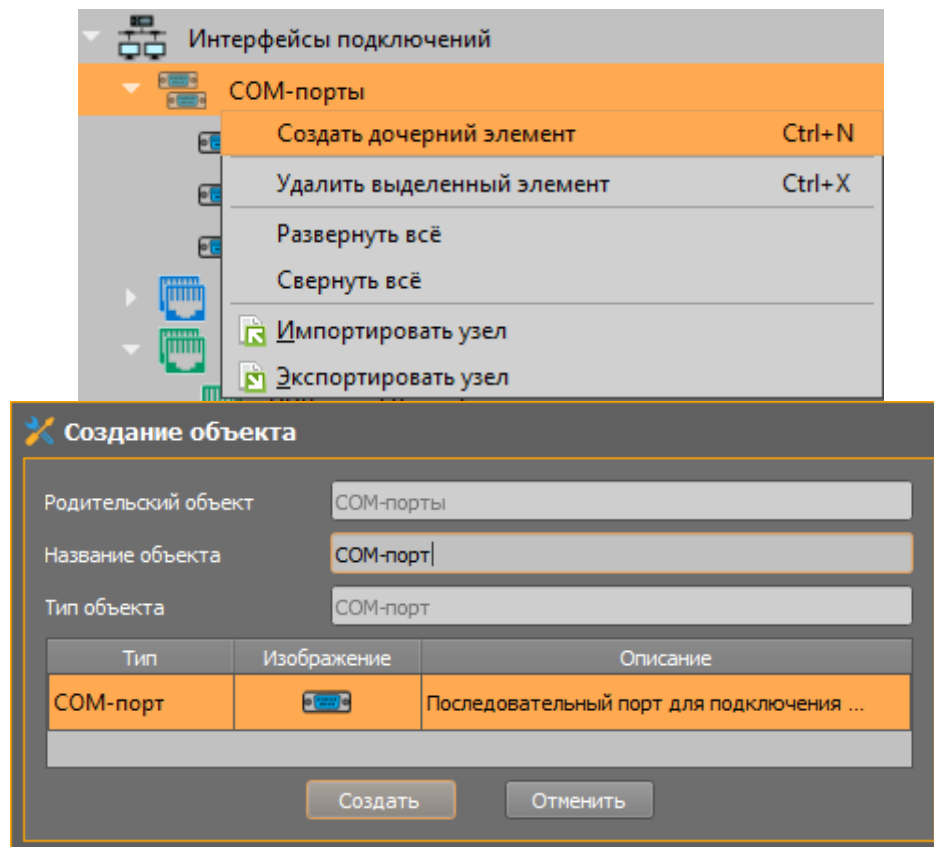 Интерфейсы подключений
COM-порты
Создать дочерний элемент Ctrl+N
Удалить выделенный элемент Ctrl+X
Развернуть всё
Свернуть всё
Импортировать узел
Экспортировать узел
Создание объекта
Родительский объект COM-порты
Название объекта COM-порт
Тип объекта COM-порт
Тип Изображение Описание
COM-порт Последовательный порт для подключения ...
Создать Отменить